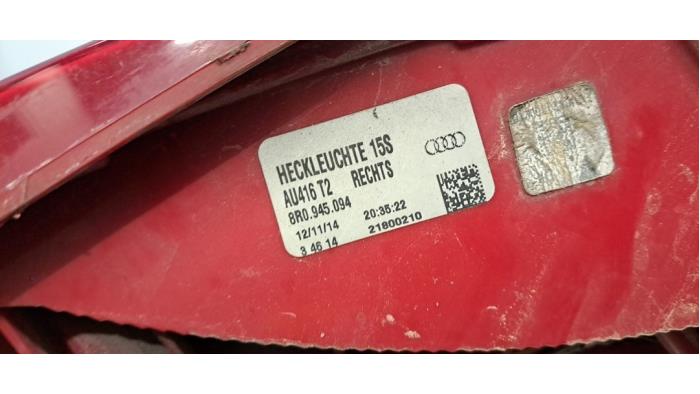 HECKLEUCHTE 15S
AU416 T2 RECHTS
8R0.945.094
12/11/14 20:35:22
3 46 14 21800210